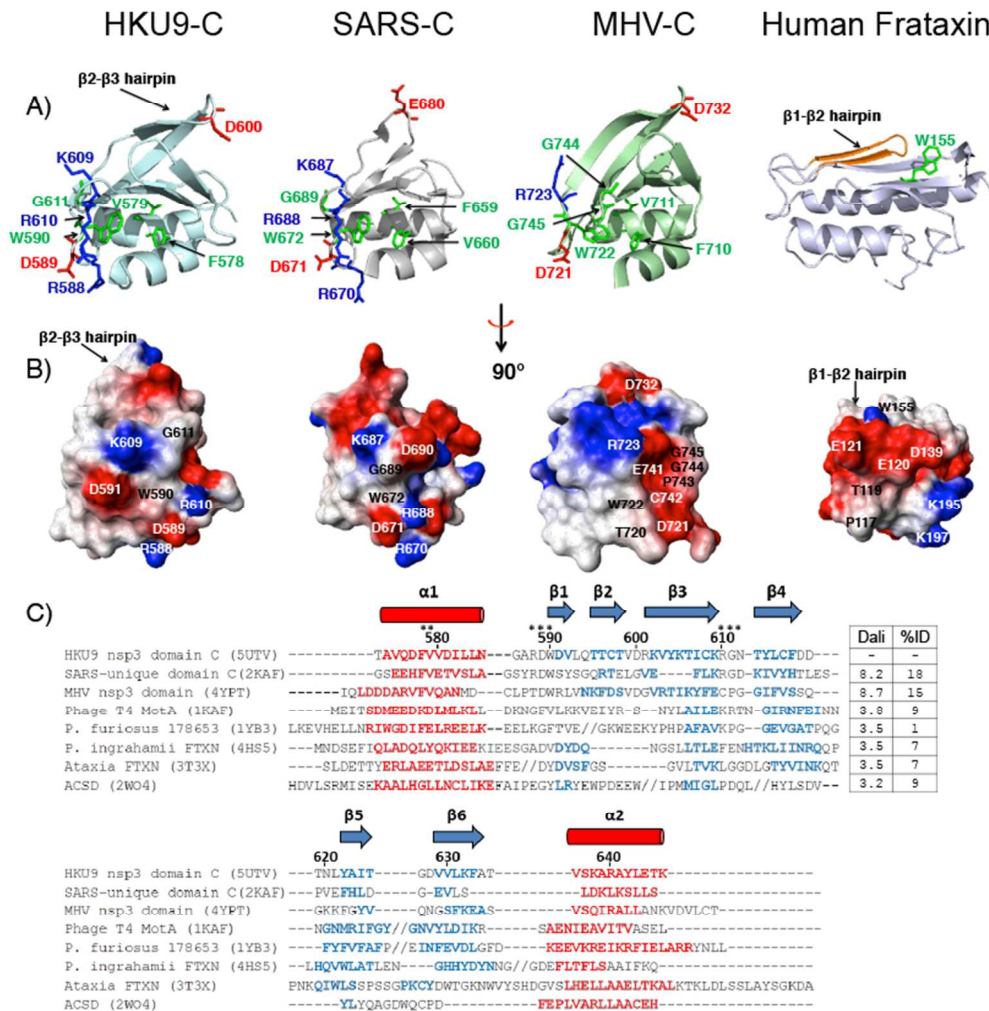 HKU9-C SARS-C MHV-C Human Frataxin
A)
β2-β3 hairpin
D600
K609
G611
V579
R610
W590
D589
R588
F578
E680
K687
G689
R688
W672
D671
R670
F659
V660
D732
G744
R723
V711
G745
W722
D721
F710
β1-β2 hairpin
W155
90°
B)
β2-β3 hairpin
K609
G611
D591
W590
R610
D589
R588
K687
D690
G689
W672
R688
D671
R670
D732
R723
G745
E741
G744
P743
C742
W722
D721
T720
β1-β2 hairpin
W155
E121
D139
E120
T119
K195
P117
K197
C)
α1 β1 β2 β3 β4
** *** ***
580 590 600 610
Dali %ID
HKU9 nsp3 domain C (5UTV) TAVQDFVVDILLN---GARDWDVLQTTCTVDRKVYKTICKRGN--TYLCFDD-- – –
SARS-unique domain C(2KAF) GSEEHFVETVSLA--GSYRDWSYSGQRTELGVE---FLKRGD--KIVYHTLES 8.2 18
MHV nsp3 domain (4YPT) IQLDDDARVFVQANMD---CLPTDWRLVNKFDSVDGVRTIKYFECPG-GIFVSSQ-- 8.7 15
Phage T4 MotA (1KAF) MEITSDMEEDKDLMLKLL--DKNGFVLKKVEIYRS--NYLAILEKRTN-GIRNFEINN 3.8 9
P. furiosus 178653 (1YB3) LKEVHELLNRIWGDIFELREELK--EELKGFTVE//GKWEEKYPHPAFAVKPG-GEVGATPQG 3.5 1
P. ingrahamii FTXN (4HS5) MNDSEFIQLADQLYQKIEEKIEESGADVDYDQ----NGSLLTLEFENHTKLIINRQQP 3.5 7
Ataxia FTXN (3T3X) SLDETTYERLAEETLDSLAEFFE//DYDVSFGS-----GVLTVKLGGDLGTYVINKQT 3.5 7
ACSD (2WO4) HDVLSRMISEKAALHGLLNCLIKEFAIPEGYLRYEWPDEEW//IPMMIGLPDQL//HYLSDV-- 3.2 9
β5 β6 α2
620 630 640
HKU9 nsp3 domain C (5UTV) TNLYAIT----GDVVLKFAT------VSKARAYLETK
SARS-unique domain C(2KAF) PVEFHLD---G-EVLS--------LDKLKSLLS
MHV nsp3 domain (4YPT) GKKFGYV----QNGSFKEAS-------VSQIRALLANKVDVLCT
Phage T4 MotA (1KAF) GNMRIFGY//GNVYLDIKR-----SAENIEAVITVASEL
P. furiosus 178653 (1YB3) FYFVFAFP//EINFEVDLGFD-----KEEVKREIKRFIELARRYNLL
P. ingrahamii FTXN (4HS5) LHQVWLATLEN---GHHYDYNNG//GDEFLTFLSAAIFKQ
Ataxia FTXN (3T3X) PNKQIWLSSPSSGPKCYDWTGKNWVYSHDGVSLHELLAAELTKALKTKLDLSSLAYSGKDA
ACSD (2WO4) YLYQAGDWQCPD----------FEPLVARLLAACEH